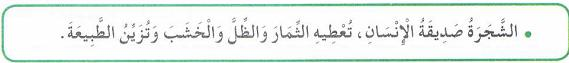 • الشَّجَرَةُ صَدِيقَةُ الْإِنْسَانِ، تُعْطِيهِ الثِّمَارَ وَالظِّلَّ وَالْخَشَبَ وَتُزَيِّنُ الطَّبِيعَةَ.